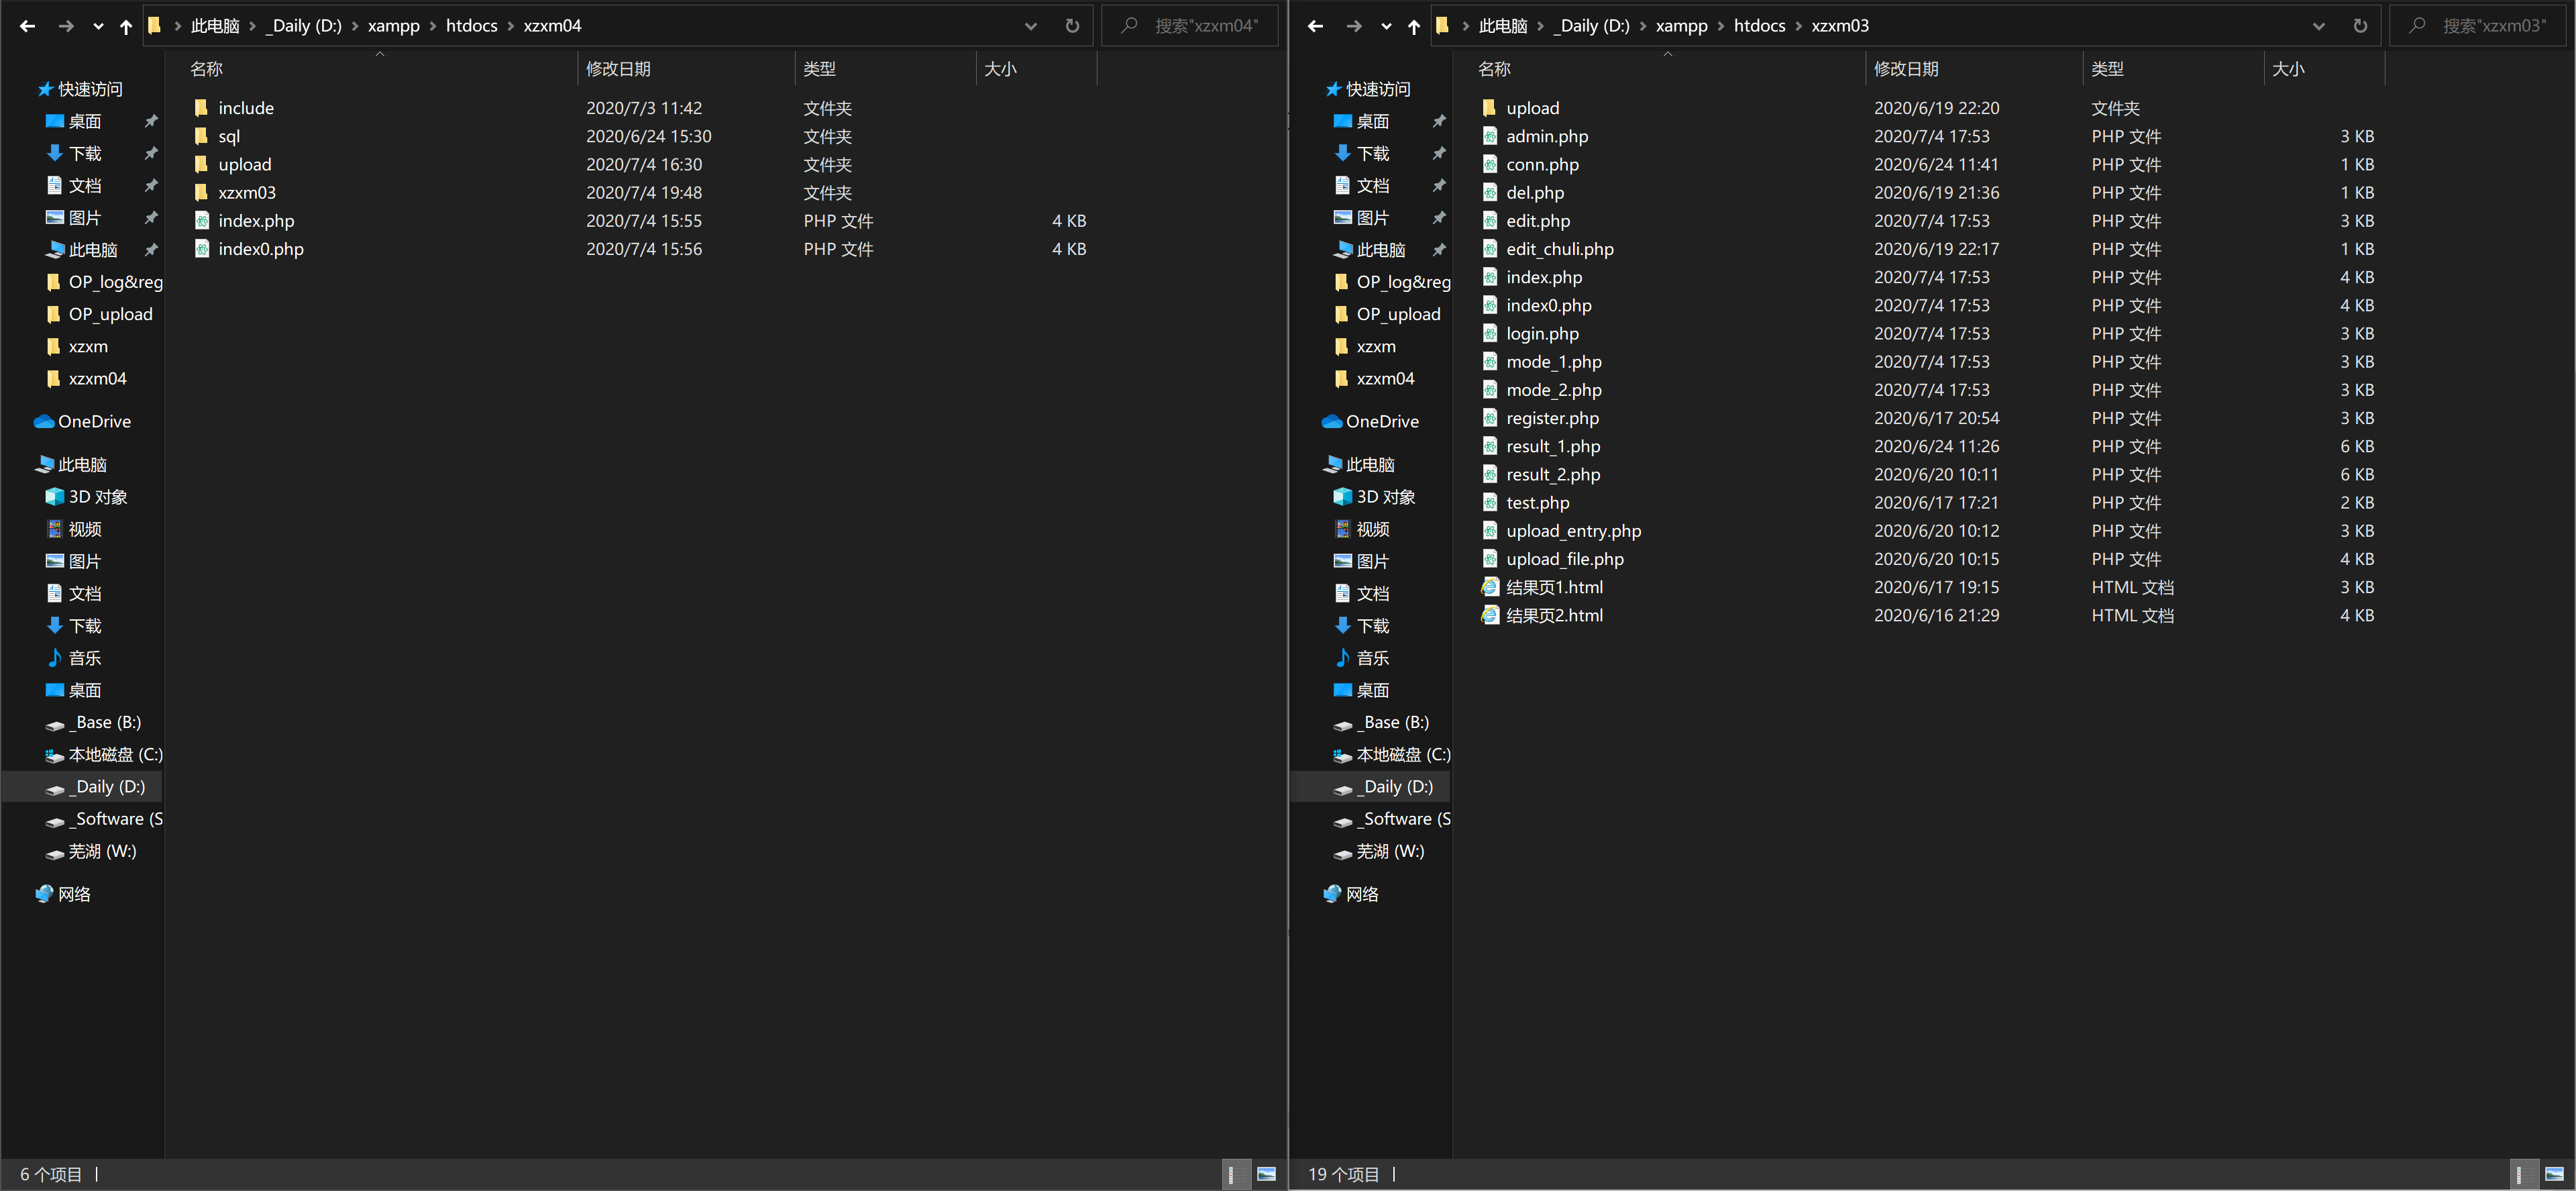 此电脑 _Daily (D:) xampp htdocs xzxm04
搜索"xzxm04"
名称 修改日期 类型 大小
快速访问
桌面
下载
文档
图片
此电脑
OP_log&reg
OP_upload
xzxm
xzxm04
OneDrive
此电脑
3D 对象
视频
图片
文档
下载
音乐
桌面
_Base (B:)
本地磁盘 (C:)
_Daily (D:)
_Software (S
芜湖 (W:)
网络
include 2020/7/3 11:42 文件夹
sql 2020/6/24 15:30 文件夹
upload 2020/7/4 16:30 文件夹
xzxm03 2020/7/4 19:48 文件夹
index.php 2020/7/4 15:55 PHP 文件 4 KB
index0.php 2020/7/4 15:56 PHP 文件 4 KB
6 个项目
此电脑 _Daily (D:) xampp htdocs xzxm03
搜索"xzxm03"
名称 修改日期 类型 大小
快速访问
桌面
下载
文档
图片
此电脑
OP_log&reg
OP_upload
xzxm
xzxm04
OneDrive
此电脑
3D 对象
视频
图片
文档
下载
音乐
桌面
_Base (B:)
本地磁盘 (C:)
_Daily (D:)
_Software (S
芜湖 (W:)
网络
upload 2020/6/19 22:20 文件夹
admin.php 2020/7/4 17:53 PHP 文件 3 KB
conn.php 2020/6/24 11:41 PHP 文件 1 KB
del.php 2020/6/19 21:36 PHP 文件 1 KB
edit.php 2020/7/4 17:53 PHP 文件 3 KB
edit_chuli.php 2020/6/19 22:17 PHP 文件 1 KB
index.php 2020/7/4 17:53 PHP 文件 4 KB
index0.php 2020/7/4 17:53 PHP 文件 4 KB
login.php 2020/7/4 17:53 PHP 文件 3 KB
mode_1.php 2020/7/4 17:53 PHP 文件 3 KB
mode_2.php 2020/7/4 17:53 PHP 文件 3 KB
register.php 2020/6/17 20:54 PHP 文件 3 KB
result_1.php 2020/6/24 11:26 PHP 文件 6 KB
result_2.php 2020/6/20 10:11 PHP 文件 6 KB
test.php 2020/6/17 17:21 PHP 文件 2 KB
upload_entry.php 2020/6/20 10:12 PHP 文件 3 KB
upload_file.php 2020/6/20 10:15 PHP 文件 4 KB
结果页1.html 2020/6/17 19:15 HTML 文档 3 KB
结果页2.html 2020/6/16 21:29 HTML 文档 4 KB
19 个项目